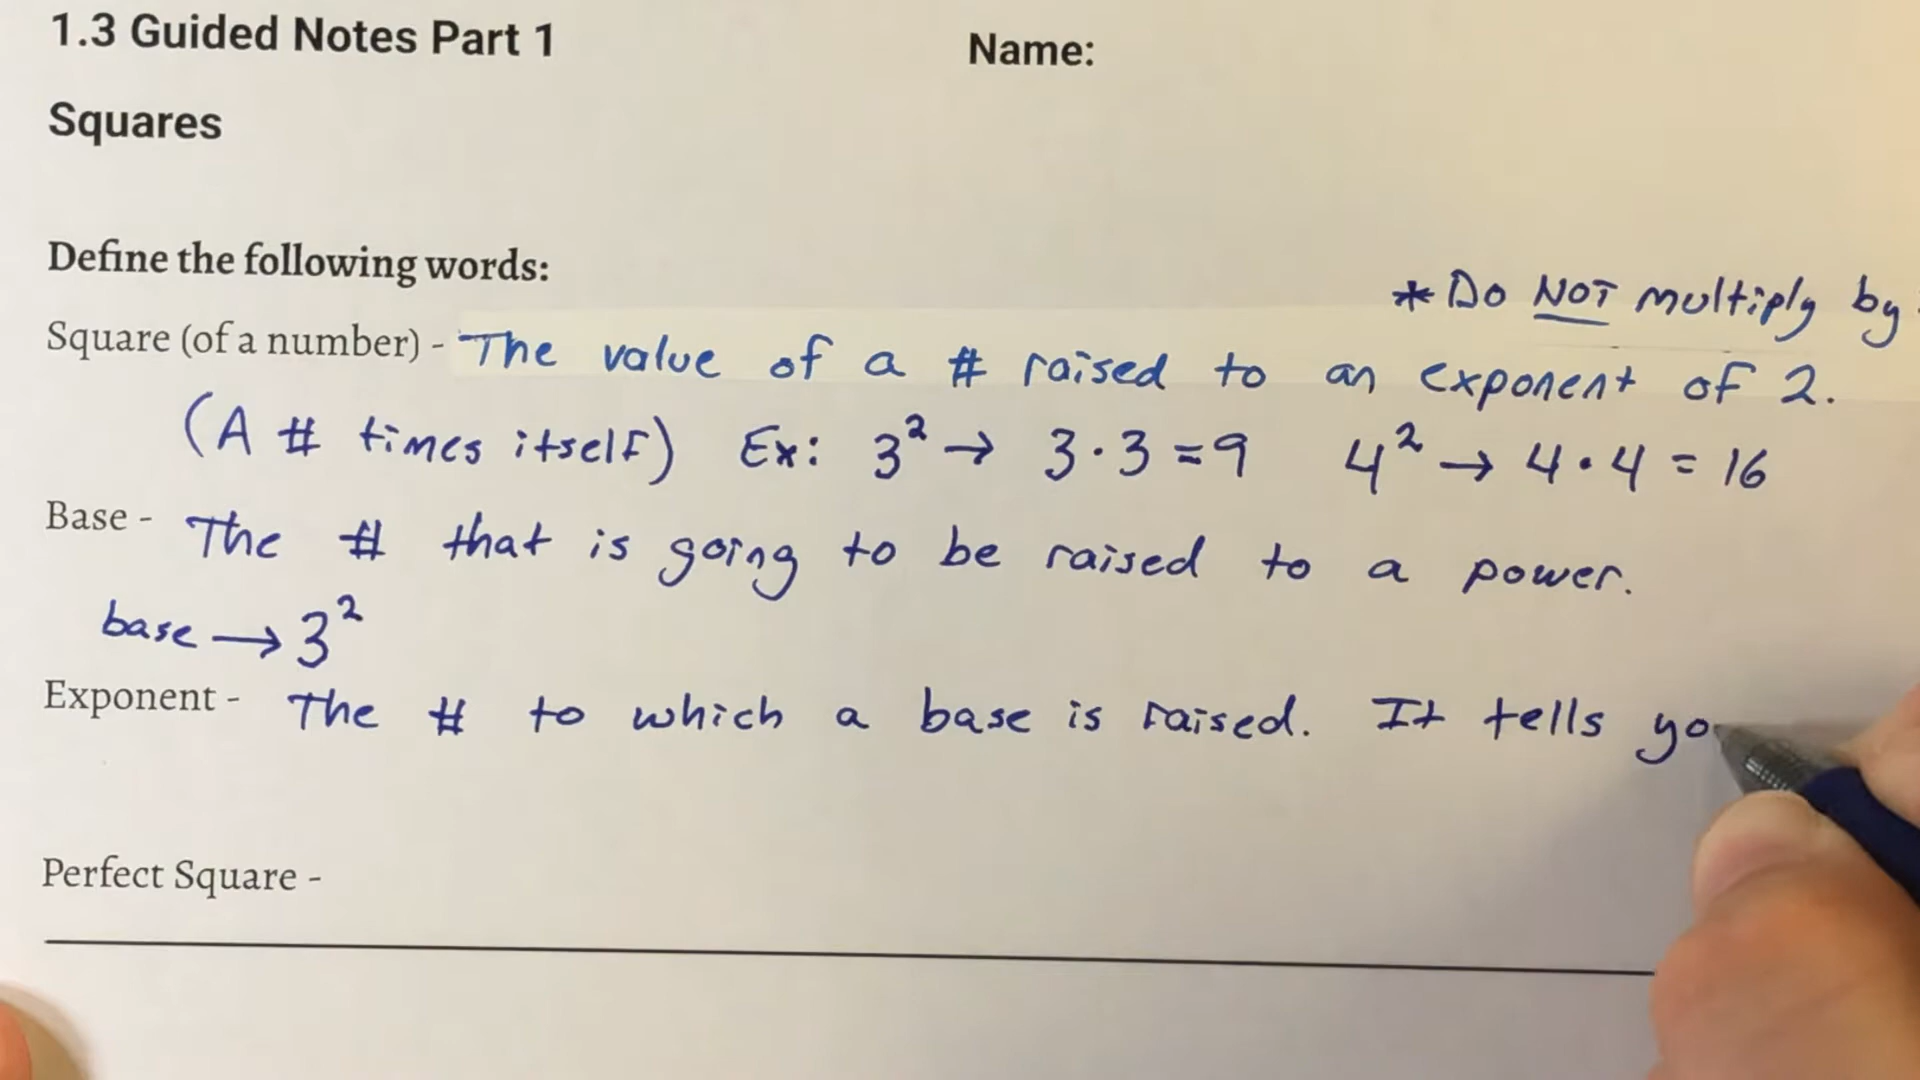 1.3 Guided Notes Part 1 Name:
Squares
Define the following words:
*Do NOT multiply by
Square (of a number) - The value of a # raised to an exponent of 2.
(A # times itself) Ex: 3² → 3·3=9 4² → 4·4=16
Base - The # that is going to be raised to a power.
base → 3²
Exponent - The # to which a base is raised. It tells yo
Perfect Square -